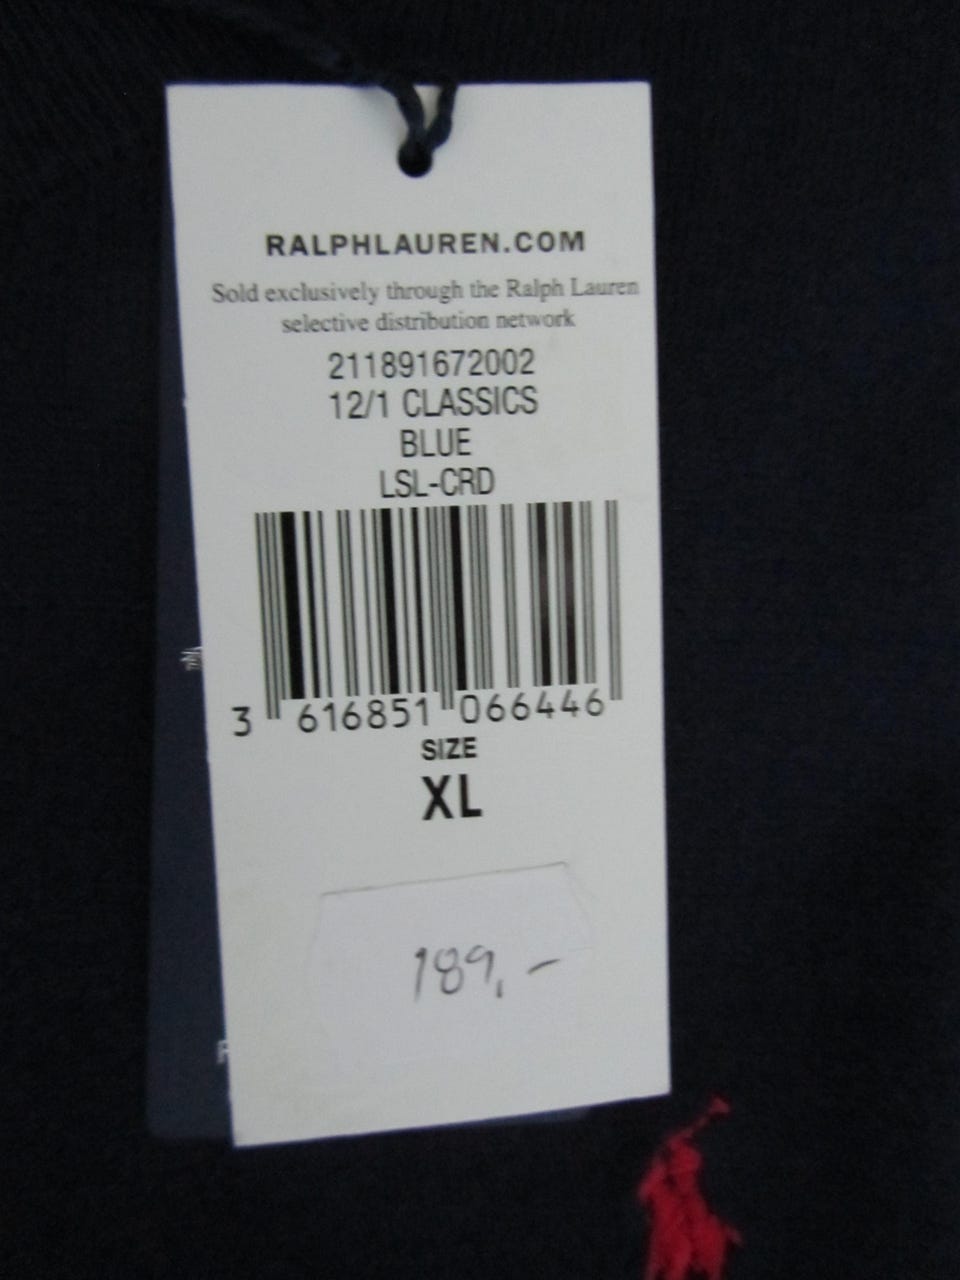 RALPHLAUREN.COM
Sold exclusively through the Ralph Lauren
selective distribution network
211891672002
12/1 CLASSICS
BLUE
LSL-CRD
3 616851 066446
SIZE
XL
189,-